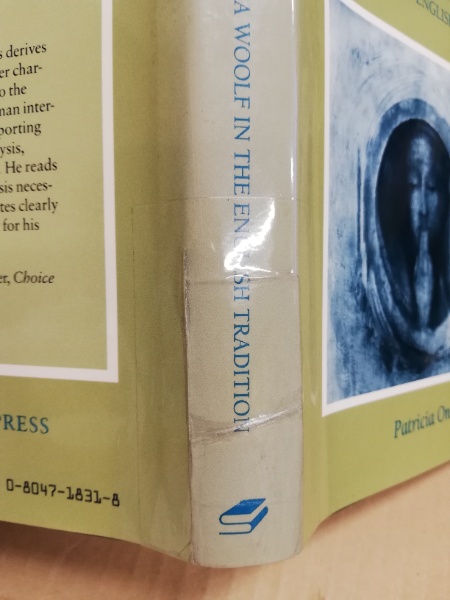 s derives
er char-
o the
man inter-
porting
ysis,
He reads
sis neces-
tes clearly
for his
er, Choice
PRESS
0-8047-1831-8
A WOOLF IN THE ENGLISH TRADITION
ENGLISH
Patricia On